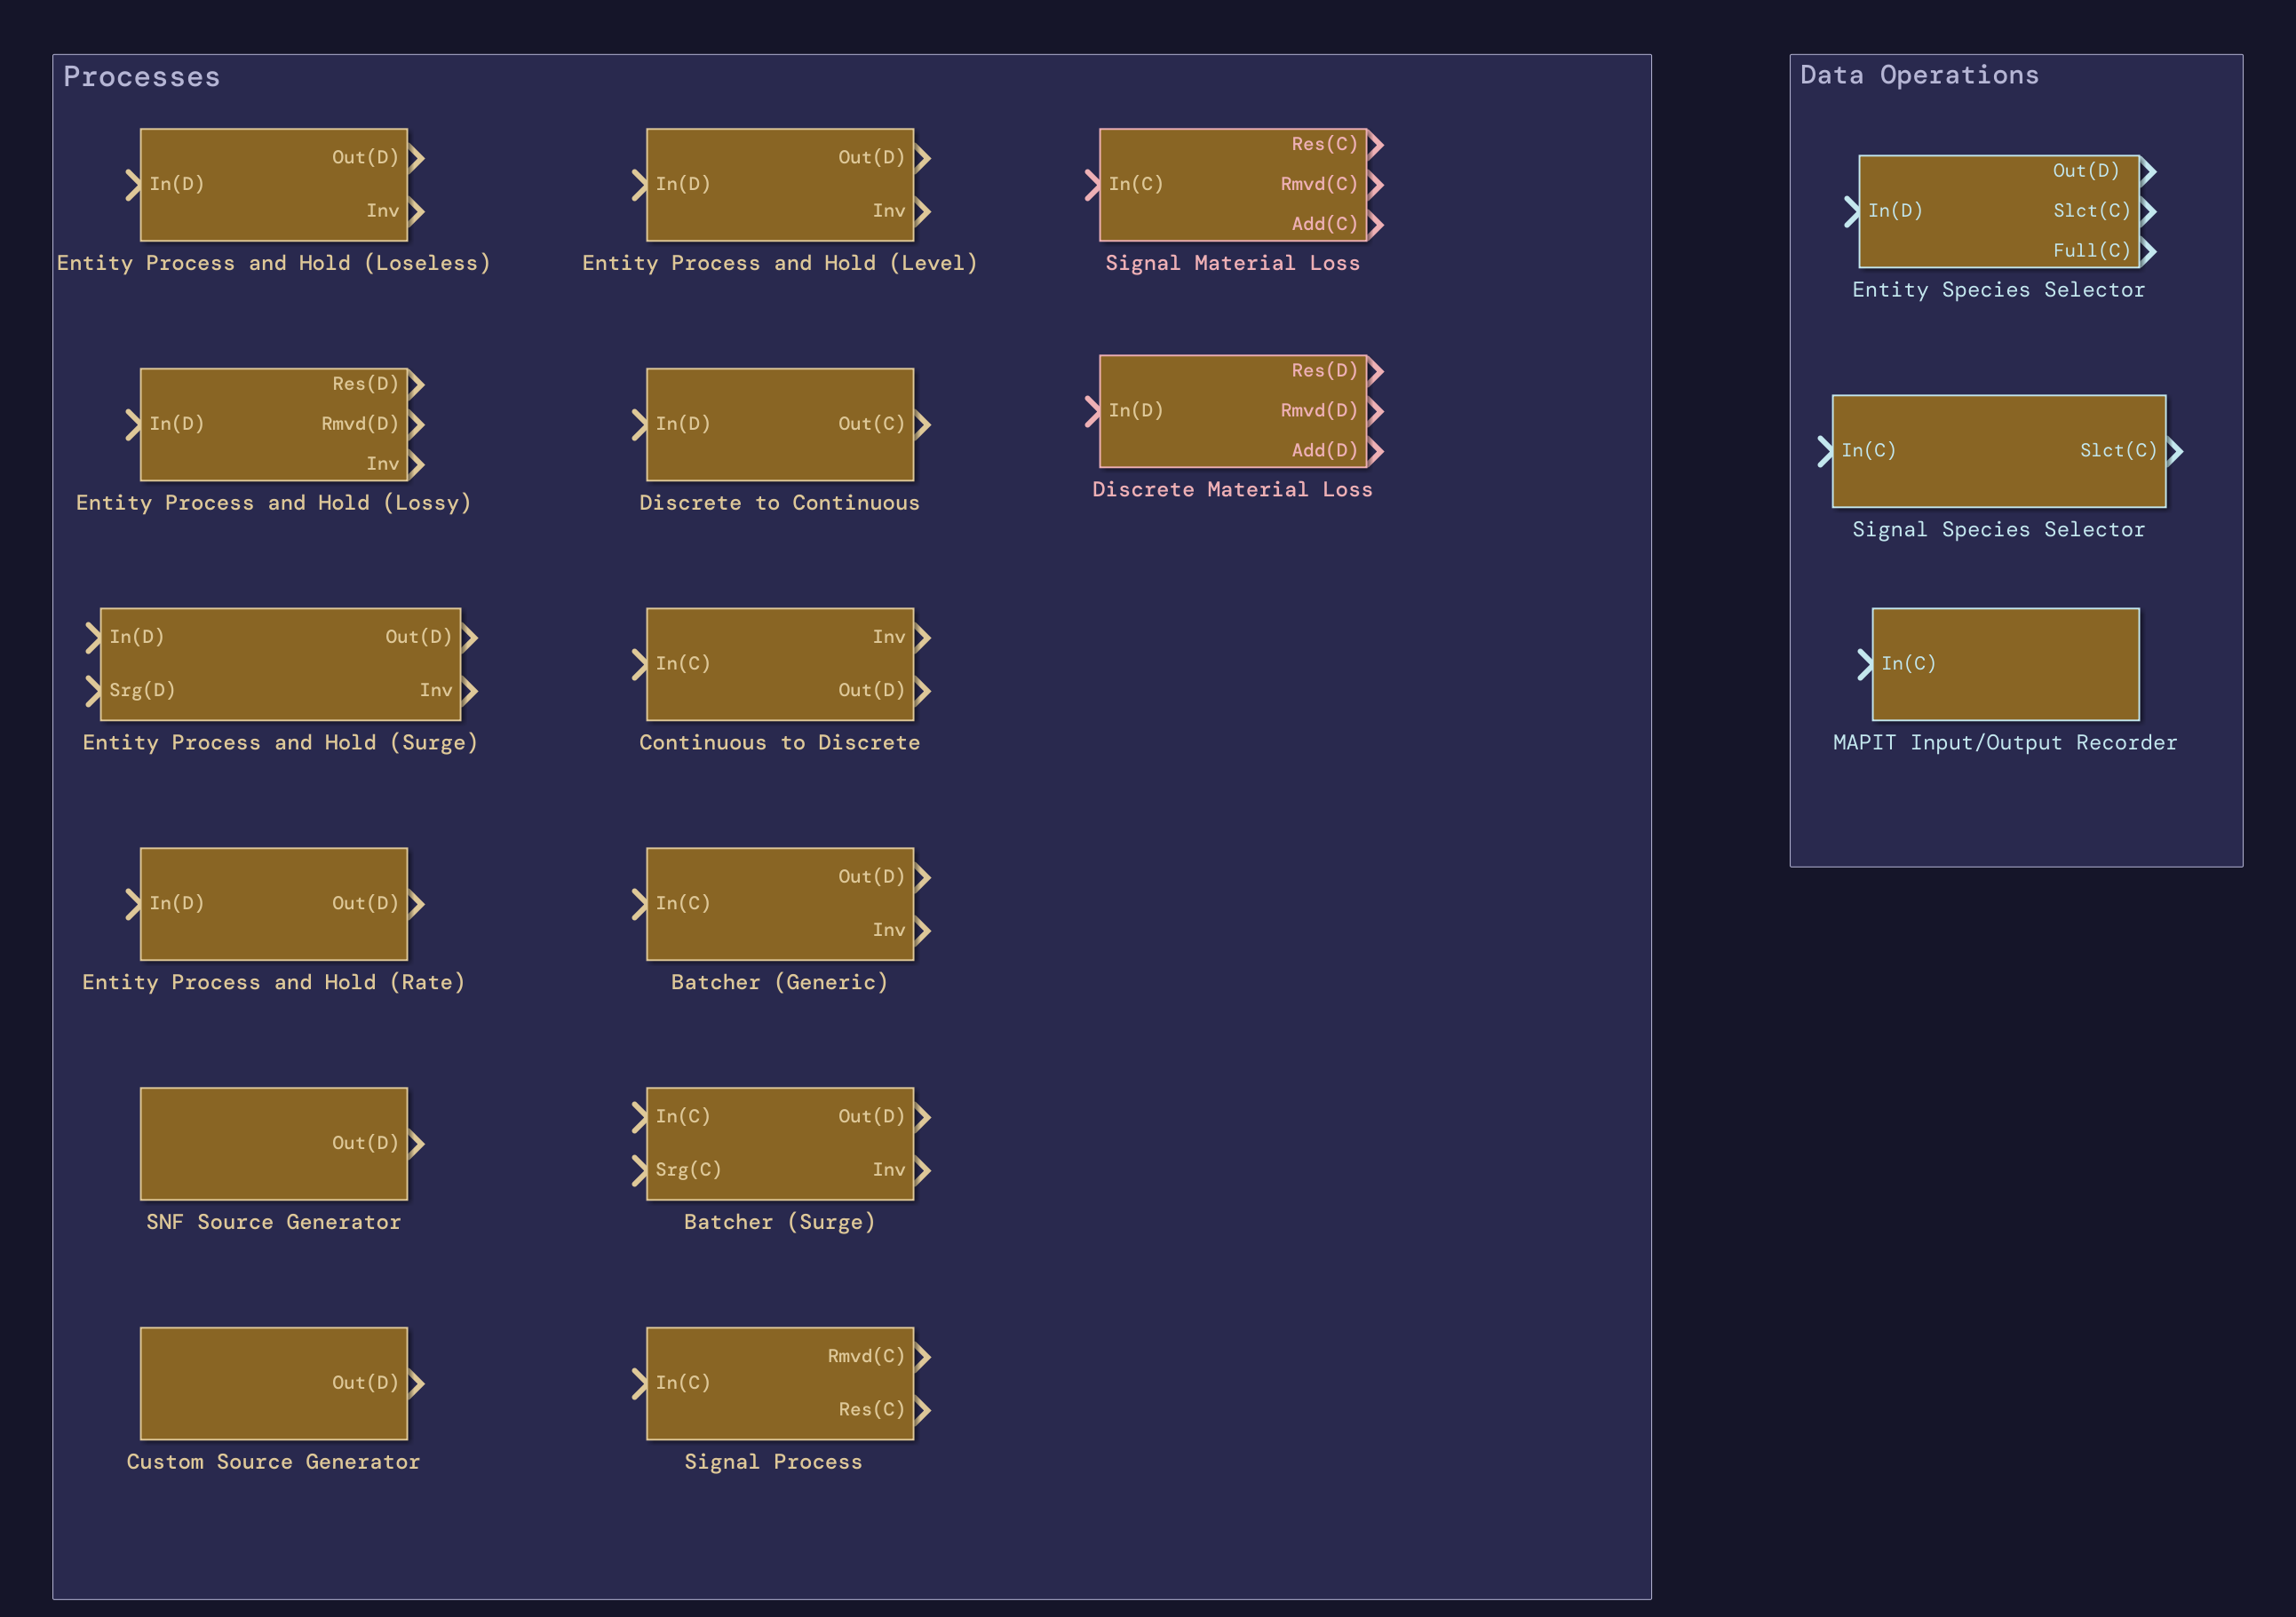 Processes
In(D)
Out(D)
Inv
Entity Process and Hold (Loseless)
In(D)
Out(D)
Inv
Entity Process and Hold (Level)
In(C)
Res(C)
Rmvd(C)
Add(C)
Signal Material Loss
In(D)
Res(D)
Rmvd(D)
Inv
Entity Process and Hold (Lossy)
In(D)
Out(C)
Discrete to Continuous
In(D)
Res(D)
Rmvd(D)
Add(D)
Discrete Material Loss
In(D)
Srg(D)
Out(D)
Inv
Entity Process and Hold (Surge)
In(C)
Inv
Out(D)
Continuous to Discrete
In(D)
Out(D)
Entity Process and Hold (Rate)
In(C)
Out(D)
Inv
Batcher (Generic)
Out(D)
SNF Source Generator
In(C)
Srg(C)
Out(D)
Inv
Batcher (Surge)
Out(D)
Custom Source Generator
In(C)
Rmvd(C)
Res(C)
Signal Process
Data Operations
In(D)
Out(D)
Slct(C)
Full(C)
Entity Species Selector
In(C)
Slct(C)
Signal Species Selector
In(C)
MAPIT Input/Output Recorder